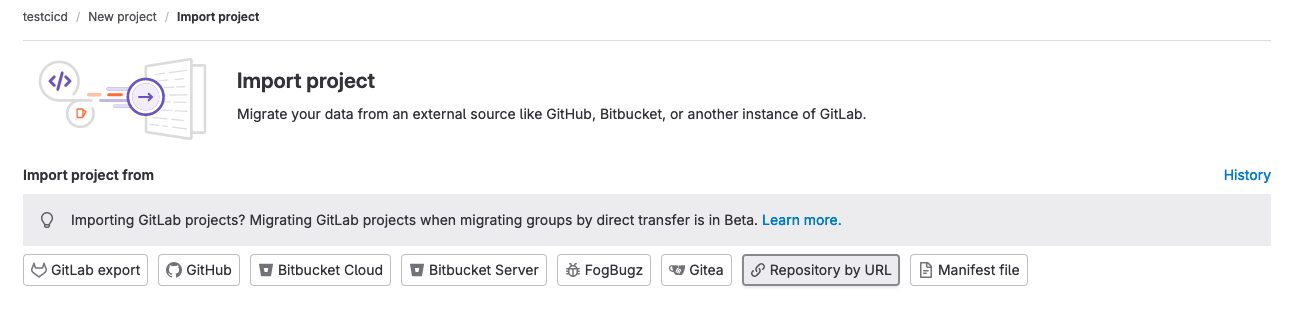 testcicd / New project / Import project
Import project
Migrate your data from an external source like GitHub, Bitbucket, or another instance of GitLab.
Import project from History
Importing GitLab projects? Migrating GitLab projects when migrating groups by direct transfer is in Beta. Learn more.
GitLab export GitHub Bitbucket Cloud Bitbucket Server FogBugz Gitea Repository by URL Manifest file